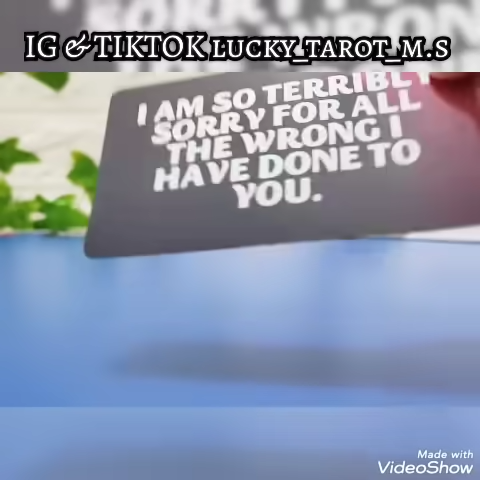 IG & TIKTOK LUCKY_TAROT_M.S
I AM SO TERRIBLY
SORRY FOR ALL
THE WRONG I
HAVE DONE TO
YOU.
Made with
VideoShow